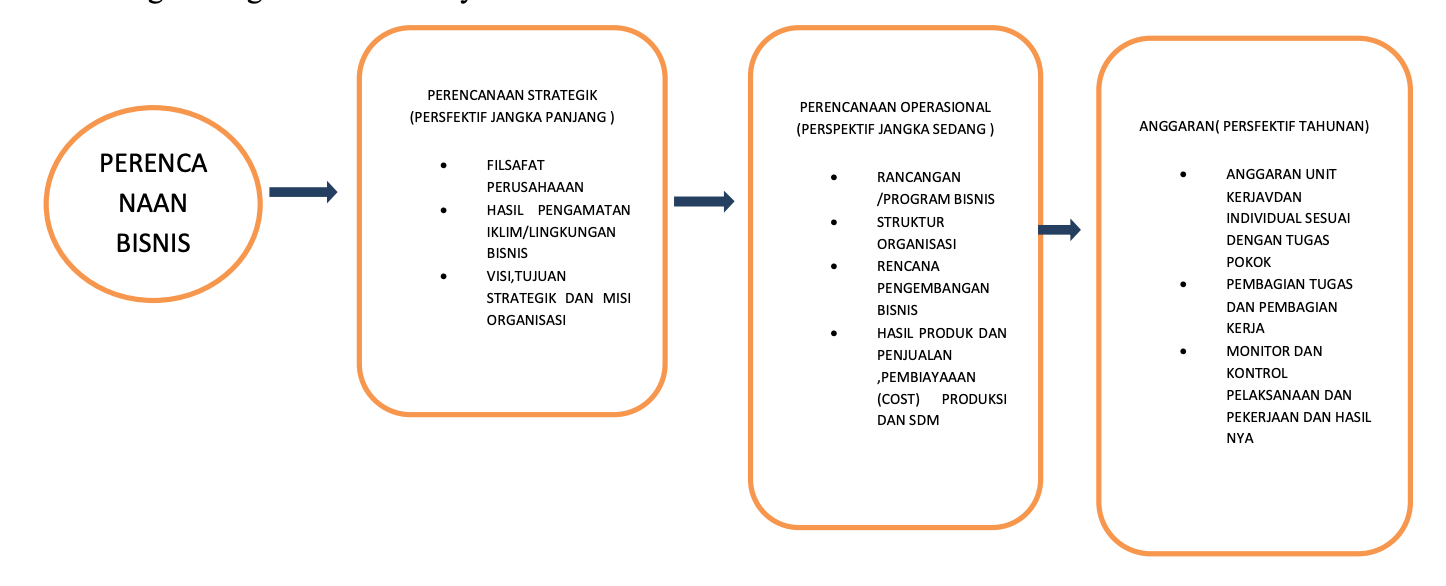 PERENCA
NAAN
BISNIS
PERENCANAAN STRATEGIK
(PERSFEKTIF JANGKA PANJANG )
• FILSAFAT
PERUSAHAAAN
• HASIL PENGAMATAN
IKLIM/LINGKUNGAN
BISNIS
• VISI,TUJUAN
STRATEGIK DAN MISI
ORGANISASI
PERENCANAAN OPERASIONAL
(PERSPEKTIF JANGKA SEDANG )
• RANCANGAN
/PROGRAM BISNIS
• STRUKTUR
ORGANISASI
• RENCANA
PENGEMBANGAN
BISNIS
• HASIL PRODUK DAN
PENJUALAN
,PEMBIAYAAAN
(COST) PRODUKSI
DAN SDM
ANGGARAN( PERSFEKTIF TAHUNAN)
• ANGGARAN UNIT
KERJAVDAN
INDIVIDUAL SESUAI
DENGAN TUGAS
POKOK
• PEMBAGIAN TUGAS
DAN PEMBAGIAN
KERJA
• MONITOR DAN
KONTROL
PELAKSANAAN DAN
PEKERJAAN DAN HASIL
NYA